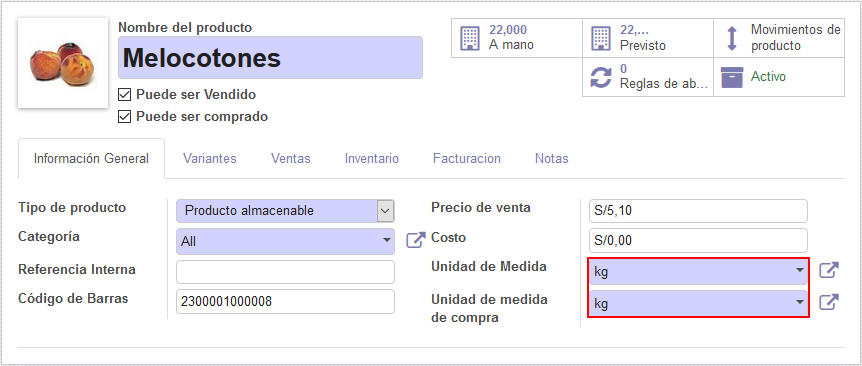 Nombre del producto
Melocotones
Puede ser Vendido
Puede ser comprado
22,000
A mano
22,...
Previsto
Movimientos de
producto
0
Reglas de ab...
Activo
Información General Variantes Ventas Inventario Facturacion Notas
Tipo de producto Producto almacenable
Categoría All
Referencia Interna
Código de Barras 2300001000008
Precio de venta S/5,10
Costo S/0,00
Unidad de Medida kg
Unidad de medida
de compra kg